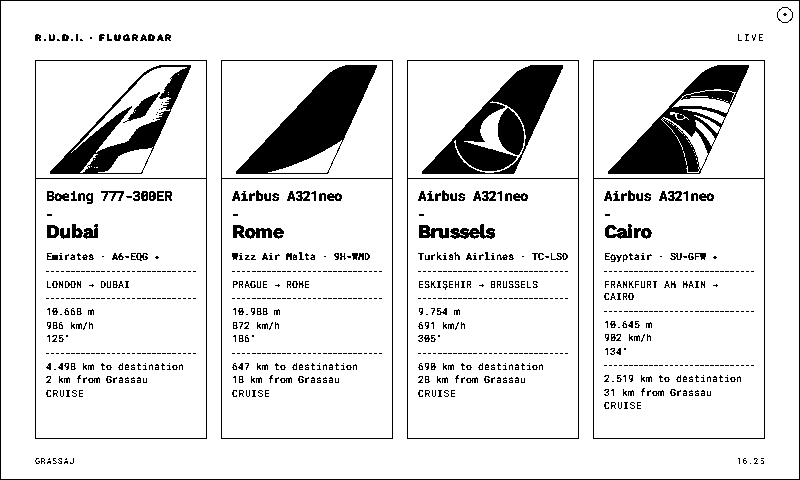 R.U.D.I. · FLUGRADAR
LIVE
Boeing 777-300ER
-
Dubai
Emirates · A6-EQG ✦
LONDON → DUBAI
10.668 m
986 km/h
125°
4.498 km to destination
2 km from Grassau
CRUISE
Airbus A321neo
-
Rome
Wizz Air Malta · 9H-WMD
PRAGUE → ROME
10.988 m
872 km/h
186°
647 km to destination
18 km from Grassau
CRUISE
Airbus A321neo
-
Brussels
Turkish Airlines · TC-LSO
ESKIŞEHIR → BRUSSELS
9.754 m
691 km/h
305°
690 km to destination
28 km from Grassau
CRUISE
Airbus A321neo
-
Cairo
Egyptair · SU-GFW ✦
FRANKFURT AM MAIN →
CAIRO
10.645 m
902 km/h
134°
2.519 km to destination
31 km from Grassau
CRUISE
GRASSAU
16.25